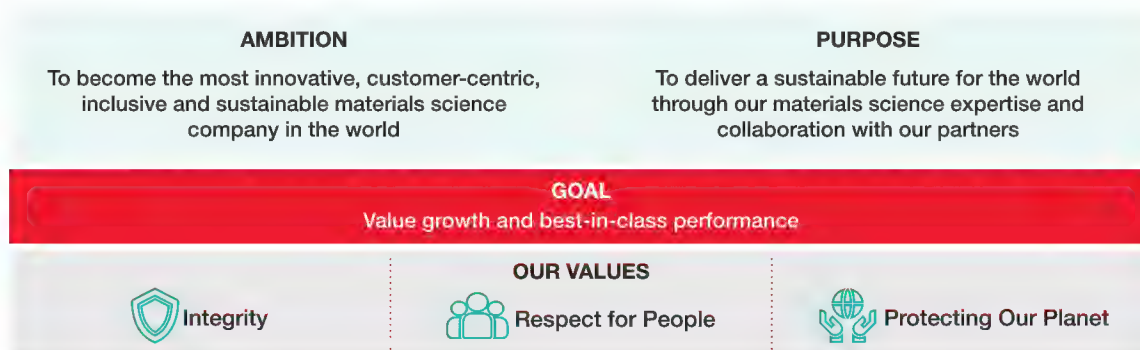 AMBITION
To become the most innovative, customer-centric,
inclusive and sustainable materials science
company in the world
PURPOSE
To deliver a sustainable future for the world
through our materials science expertise and
collaboration with our partners
GOAL
Value growth and best-in-class performance
OUR VALUES
Integrity
Respect for People
Protecting Our Planet